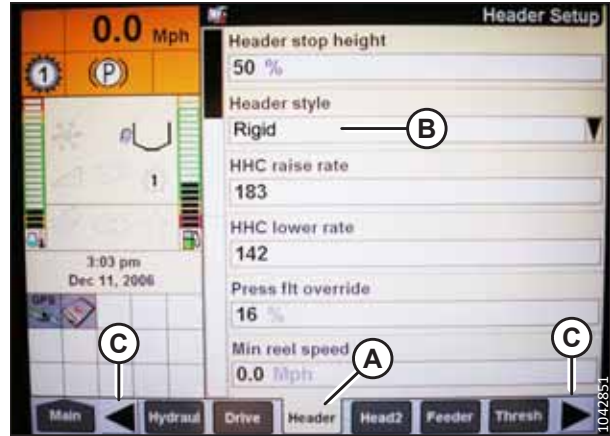 0.0 Mph
Header Setup
1 (P)
Header stop height
50 %
Header style
Rigid
B
HHC raise rate
183
1
HHC lower rate
142
3:03 pm
Dec 11, 2006
Press flt override
16 %
GPS
Min reel speed
0.0 Mph
C
A
C
Main
Hydraul
Drive
Header
Head2
Feeder
Thresh
1042851